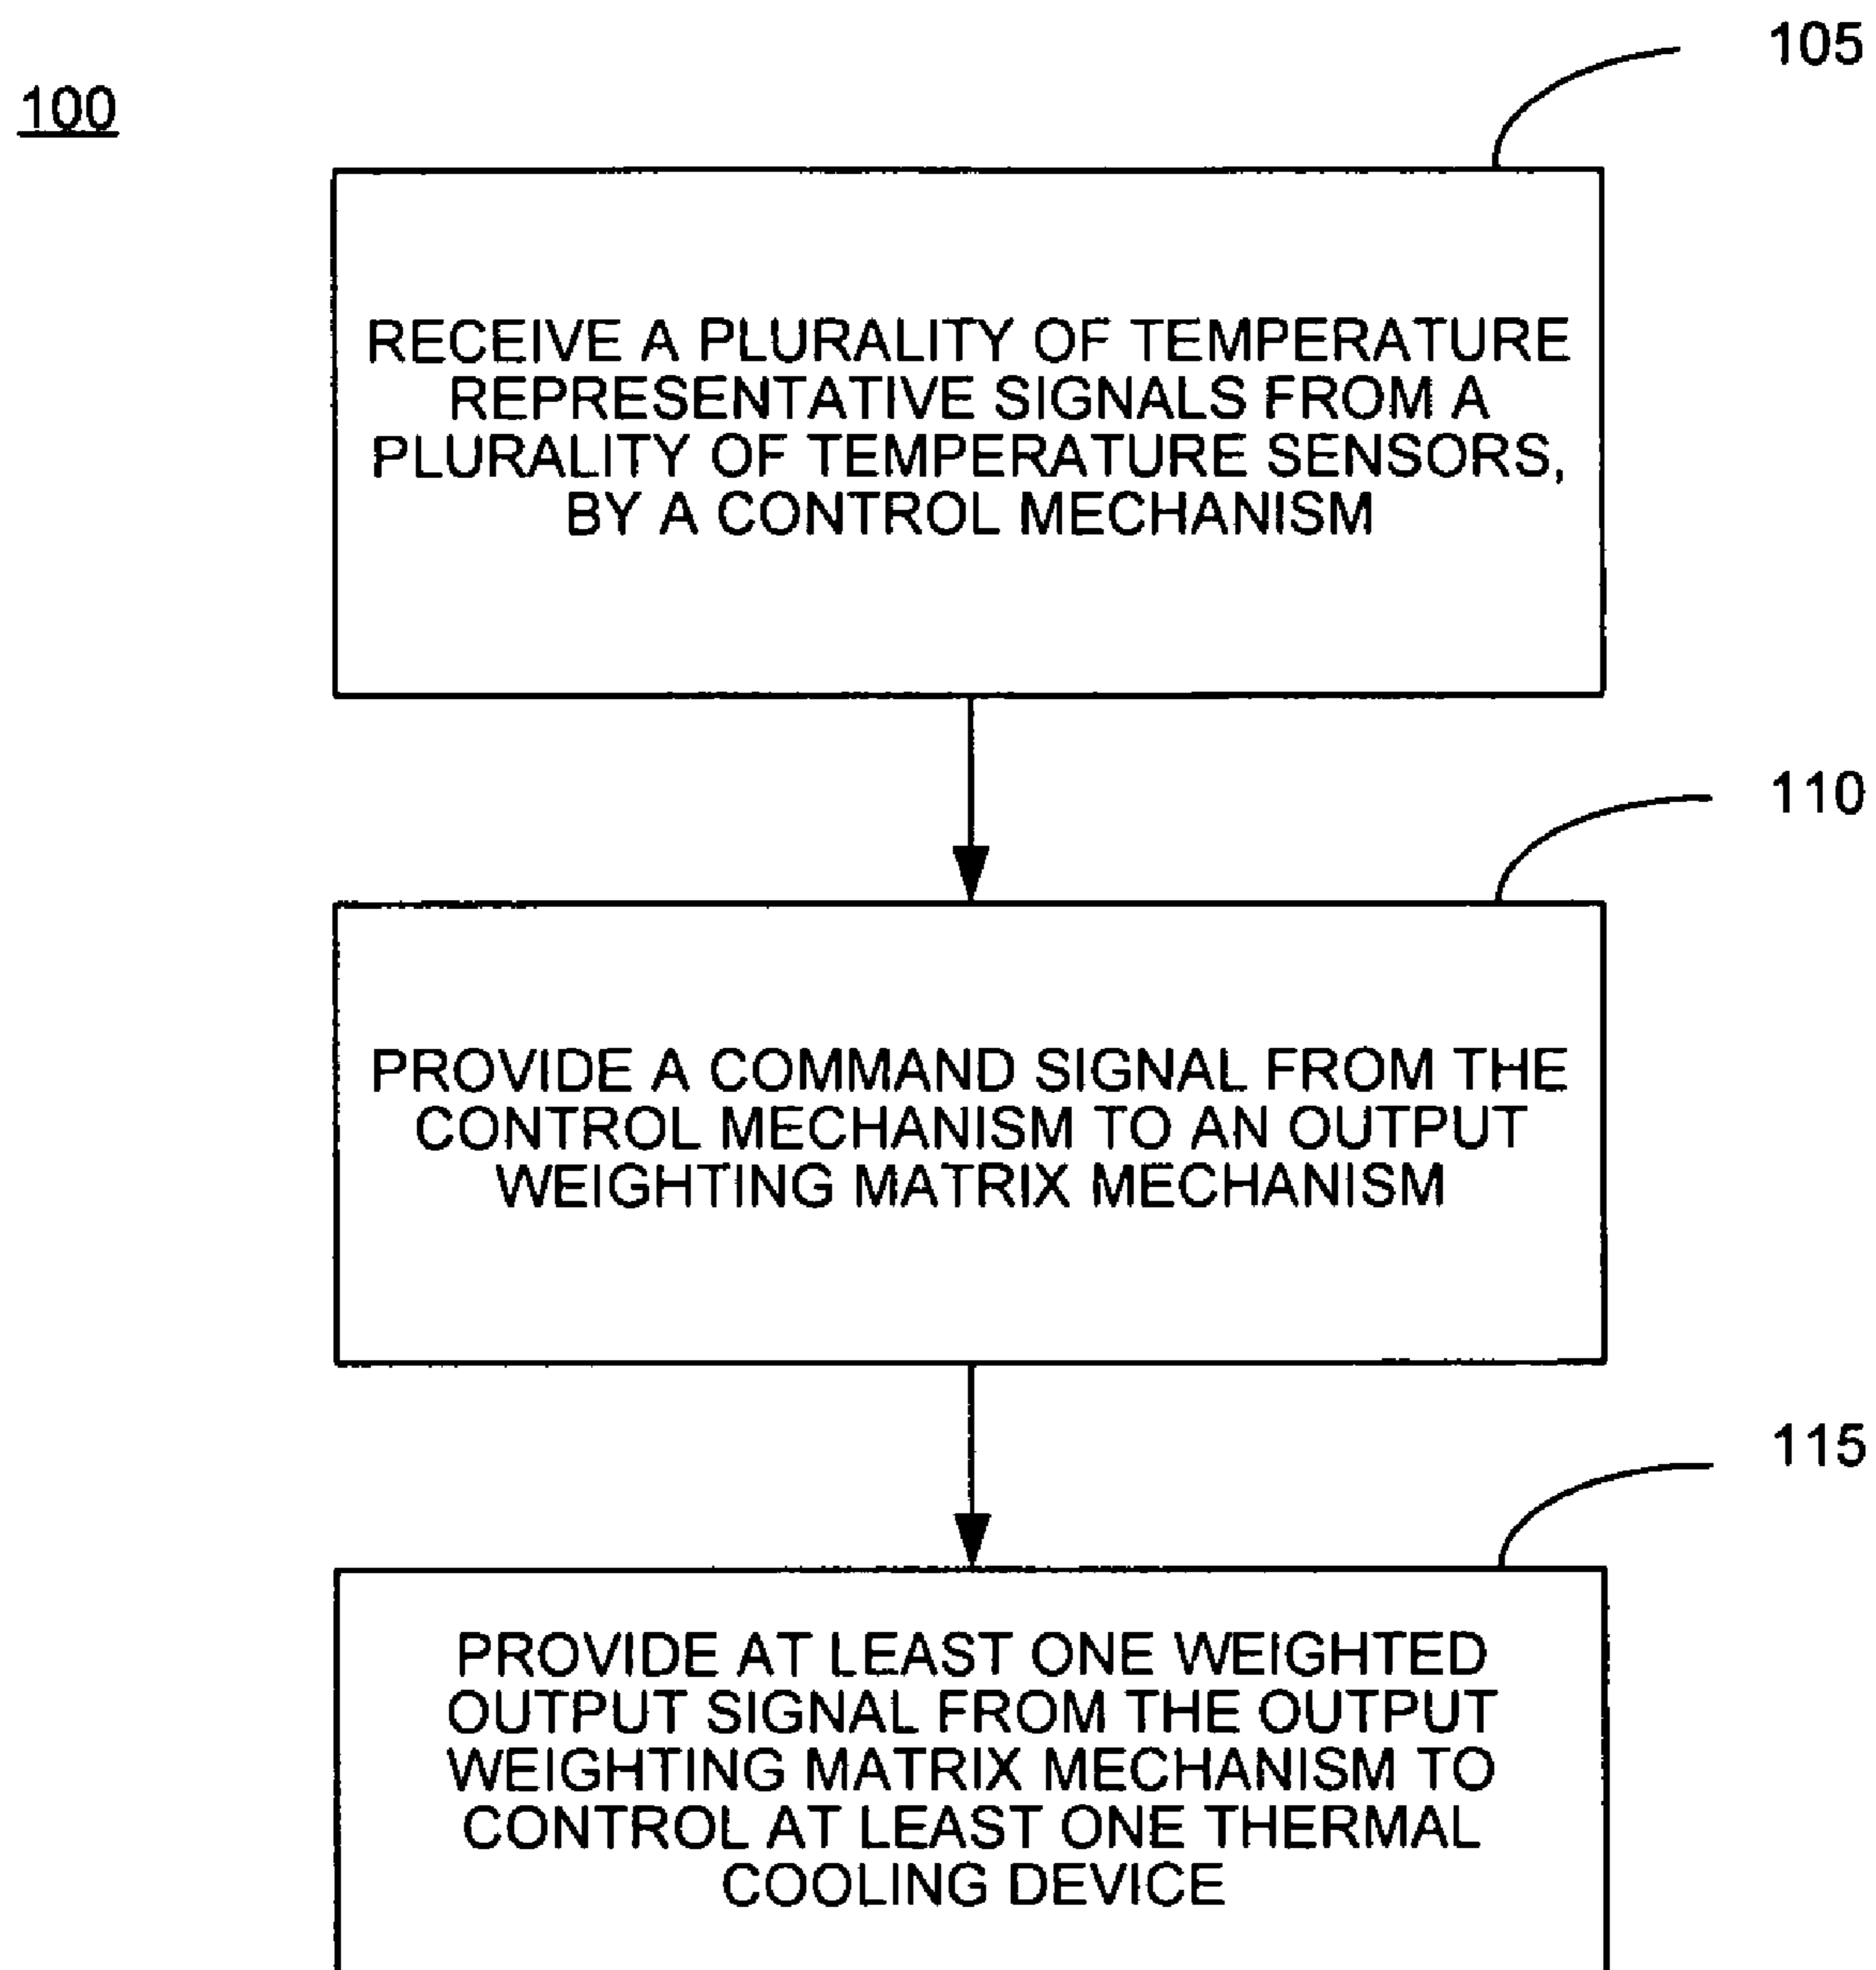 105
100
RECEIVE A PLURALITY OF TEMPERATURE
REPRESENTATIVE SIGNALS FROM A
PLURALITY OF TEMPERATURE SENSORS,
BY A CONTROL MECHANISM
110
PROVIDE A COMMAND SIGNAL FROM THE
CONTROL MECHANISM TO AN OUTPUT
WEIGHTING MATRIX MECHANISM
115
PROVIDE AT LEAST ONE WEIGHTED
OUTPUT SIGNAL FROM THE OUTPUT
WEIGHTING MATRIX MECHANISM TO
CONTROL AT LEAST ONE THERMAL
COOLING DEVICE